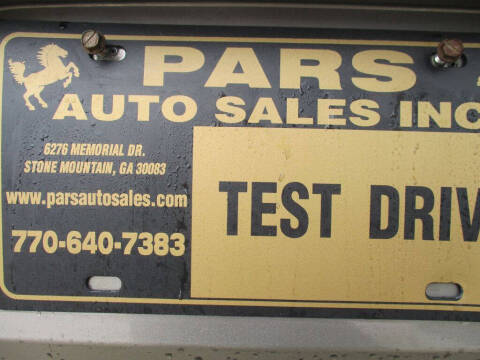 PARS
AUTO SALES INC
6276 MEMORIAL DR.
STONE MOUNTAIN, GA 30083
www.parsautosales.com
770-640-7383
TEST DRIV